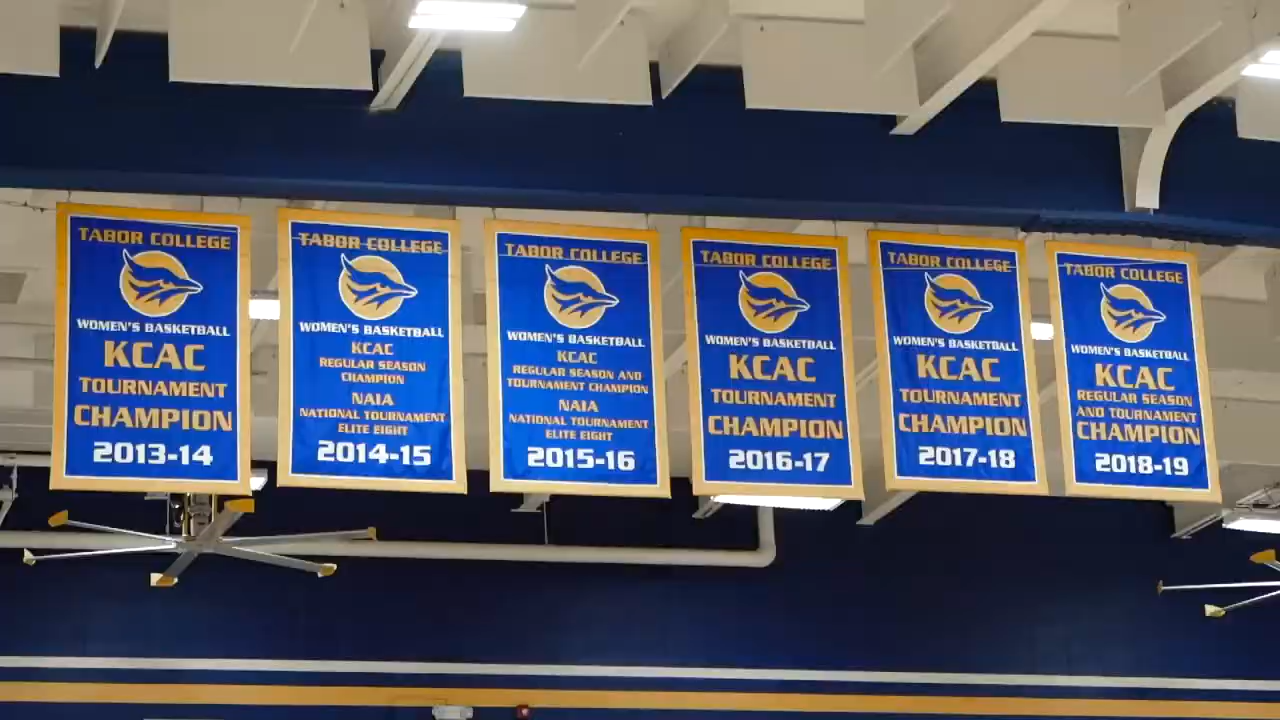 TABOR COLLEGE
WOMEN'S BASKETBALL
KCAC
TOURNAMENT
CHAMPION
2013-14
TABOR COLLEGE
WOMEN'S BASKETBALL
KCAC
REGULAR SEASON
CHAMPION
NAIA
NATIONAL TOURNAMENT
ELITE EIGHT
2014-15
TABOR COLLEGE
WOMEN'S BASKETBALL
KCAC
REGULAR SEASON AND
TOURNAMENT CHAMPION
NAIA
NATIONAL TOURNAMENT
ELITE EIGHT
2015-16
TABOR COLLEGE
WOMEN'S BASKETBALL
KCAC
TOURNAMENT
CHAMPION
2016-17
TABOR COLLEGE
WOMEN'S BASKETBALL
KCAC
TOURNAMENT
CHAMPION
2017-18
TABOR COLLEGE
WOMEN'S BASKETBALL
KCAC
REGULAR SEASON
AND TOURNAMENT
CHAMPION
2018-19